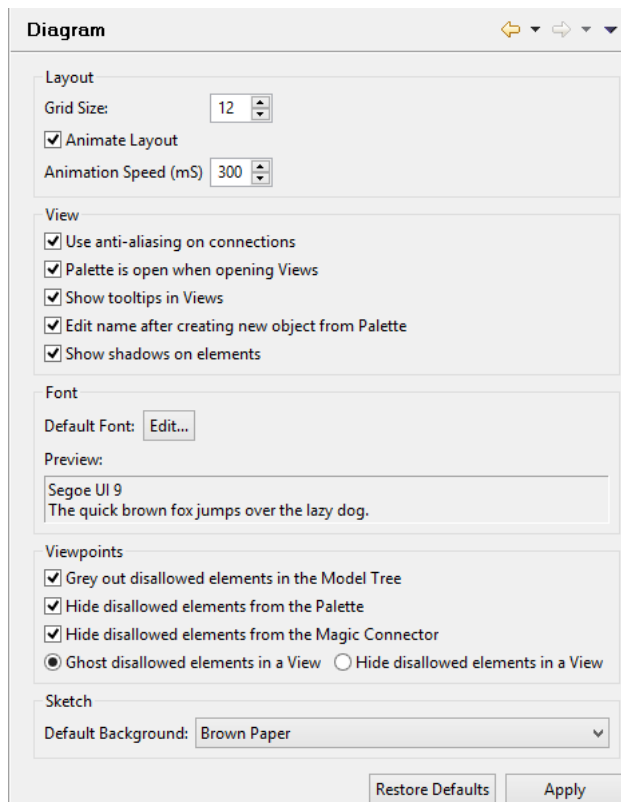 Diagram
Layout
Grid Size: 12
Animate Layout
Animation Speed (mS) 300
View
Use anti-aliasing on connections
Palette is open when opening Views
Show tooltips in Views
Edit name after creating new object from Palette
Show shadows on elements
Font
Default Font: Edit...
Preview:
Segoe UI 9
The quick brown fox jumps over the lazy dog.
Viewpoints
Grey out disallowed elements in the Model Tree
Hide disallowed elements from the Palette
Hide disallowed elements from the Magic Connector
Ghost disallowed elements in a View Hide disallowed elements in a View
Sketch
Default Background: Brown Paper
Restore Defaults Apply